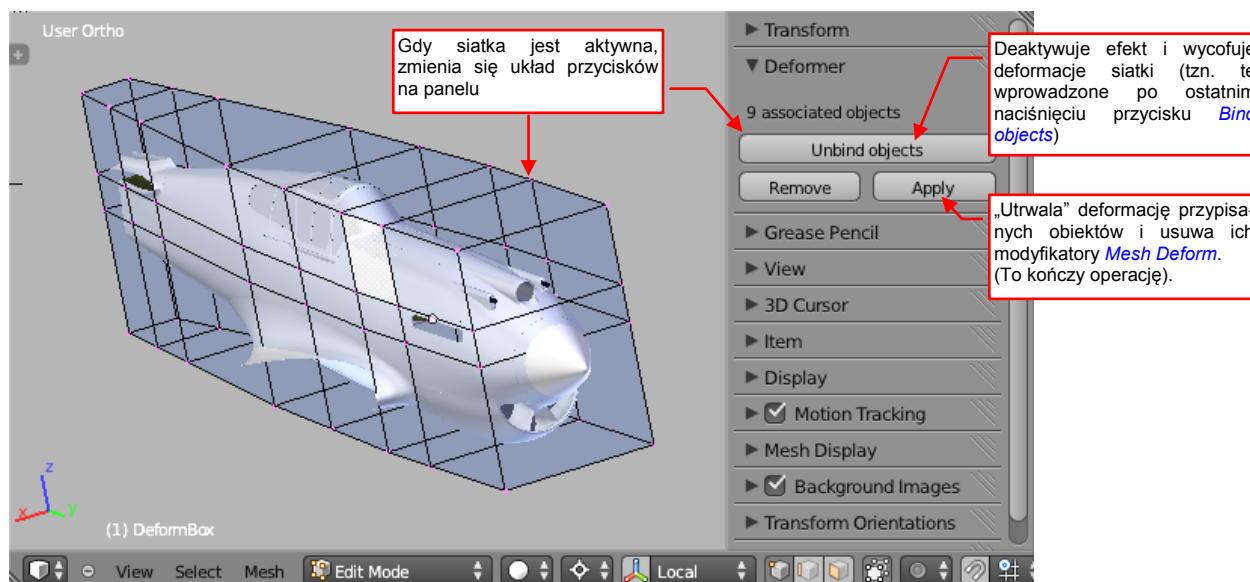 User Ortho
Gdy siatka jest aktywna,
zmienia się układ przycisków
na panelu
Transform
Deformer
9 associated objects
Unbind objects
Remove
Apply
Grease Pencil
View
3D Cursor
Item
Display
Motion Tracking
Mesh Display
Background Images
Transform Orientations
Deaktywuje efekt i wycofuje
deformacje siatki (tzn. te
wprowadzone po ostatnim
naciśnięciu przycisku Bind
objects)
„Utrwala” deformację przypisa-
nych obiektów i usuwa ich
modyfikatory Mesh Deform.
(To kończy operację).
z
x
y
(1) DeformBox
View
Select
Mesh
Edit Mode
Local